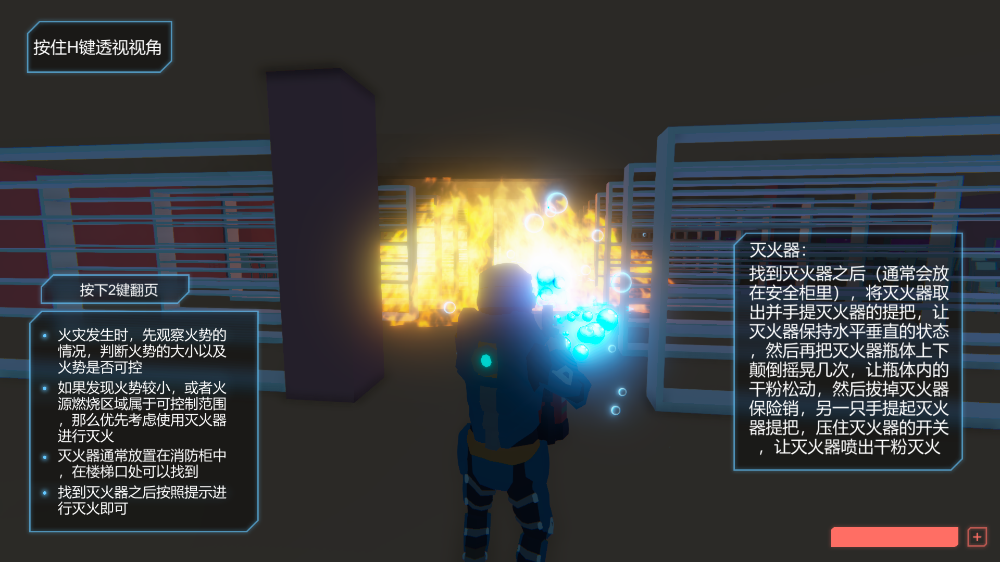 按住H键透视视角
按下2键翻页
火灾发生时，先观察火势的
情况，判断火势的大小以及
火势是否可控
如果发现火势较小，或者火
源燃烧区域属于可控制范围
，那么优先考虑使用灭火器
进行灭火
灭火器通常放置在消防柜中
，在楼梯口处可以找到
找到灭火器之后按照提示进
行灭火即可
灭火器：
找到灭火器之后（通常会放
在安全柜里），将灭火器取
出并手提灭火器的提把，让
灭火器保持水平垂直的状态
，然后再把灭火器瓶体上下
颠倒摇晃几次，让瓶体内的
干粉松动，然后拔掉灭火器
保险销，另一只手提起灭火
器提把，压住灭火器的开关
，让灭火器喷出干粉灭火